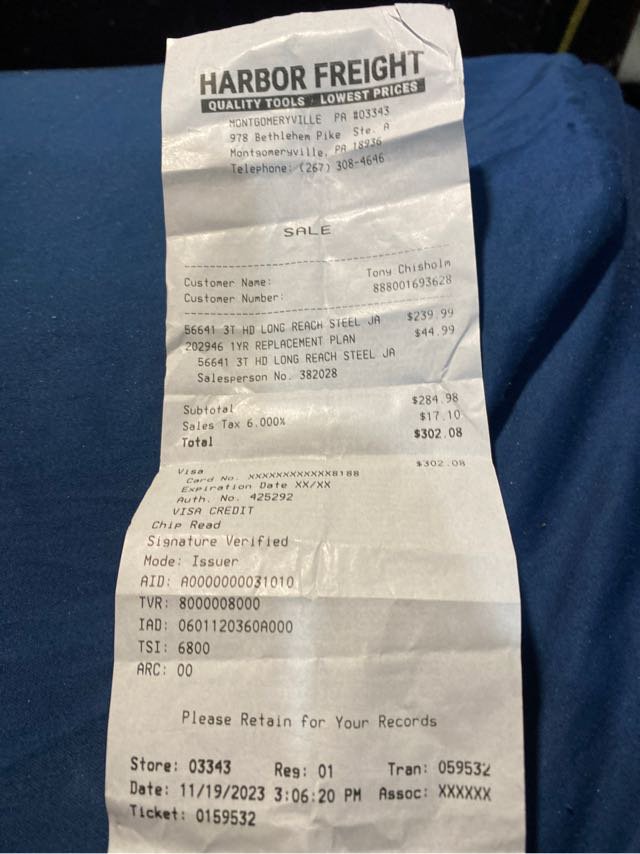 HARBOR FREIGHT
QUALITY TOOLS LOWEST PRICES
MONTGOMERYVILLE PA #03343
978 Bethlehem Pike Ste. A
Montgomeryville, PA 18936
Telephone: (267) 308-4646
SALE
Customer Name: Tony Chisholm
Customer Number: 888001693628
56641 3T HD LONG REACH STEEL JA $239.99
202946 1YR REPLACEMENT PLAN $44.99
56641 3T HD LONG REACH STEEL JA
Salesperson No. 382028
Subtotal $284.98
Sales Tax 6.000% $17.10
Total $302.08
Visa $302.08
Card No. XXXXXXXXXXXX8188
Expiration Date XX/XX
Auth. No. 425292
VISA CREDIT
Chip Read
Signature Verified
Mode: Issuer
AID: A0000000031010
TVR: 8000008000
IAD: 0601120360A000
TSI: 6800
ARC: 00
Please Retain for Your Records
Store: 03343 Reg: 01 Tran: 059532
Date: 11/19/2023 3:06:20 PM Assoc: XXXXXX
Ticket: 0159532